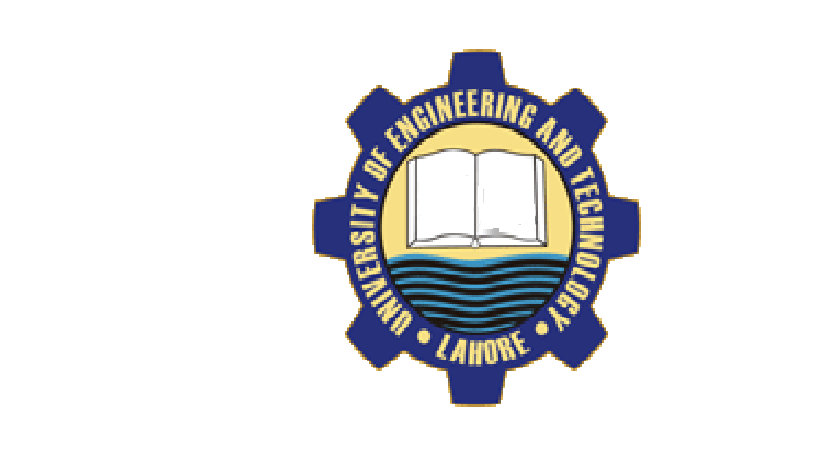 UNIVERSITY OF ENGINEERING AND TECHNOLOGY
LAHORE